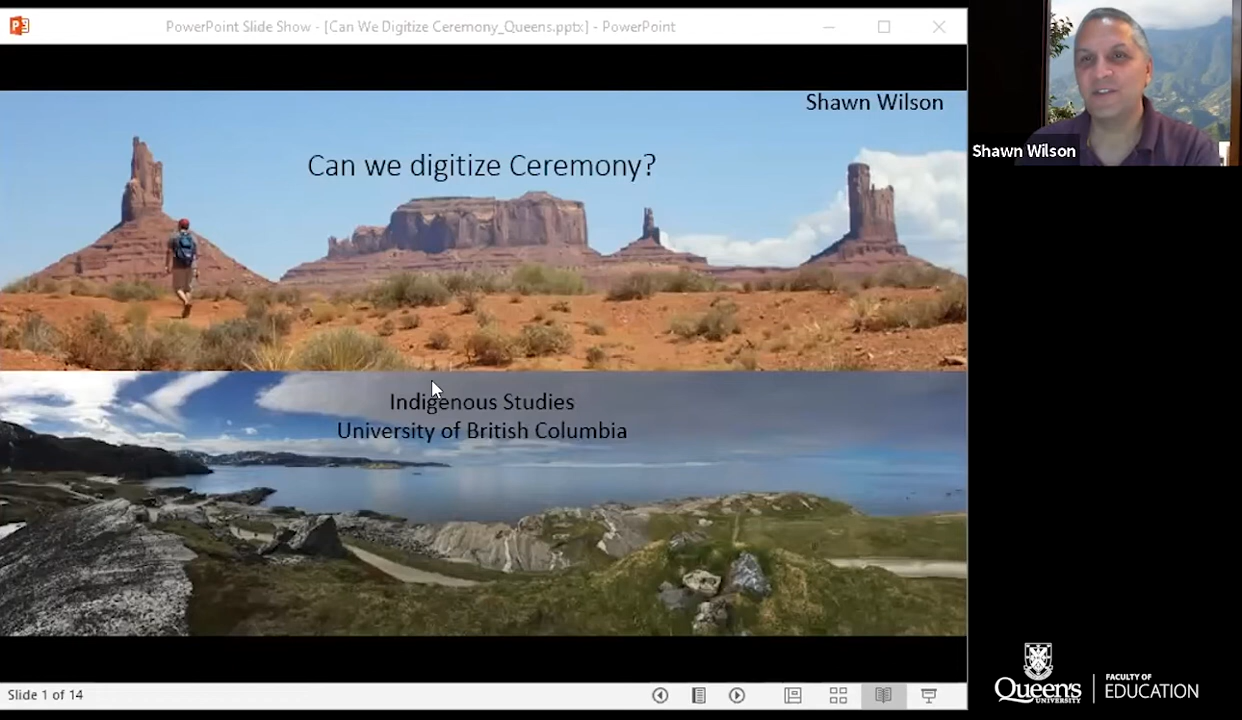 PowerPoint Slide Show - [Can We Digitize Ceremony_Queens.pptx] - PowerPoint
Shawn Wilson
Can we digitize Ceremony?
Shawn Wilson
Indigenous Studies
University of British Columbia
Slide 1 of 14
Queen's
UNIVERSITY
FACULTY OF
EDUCATION